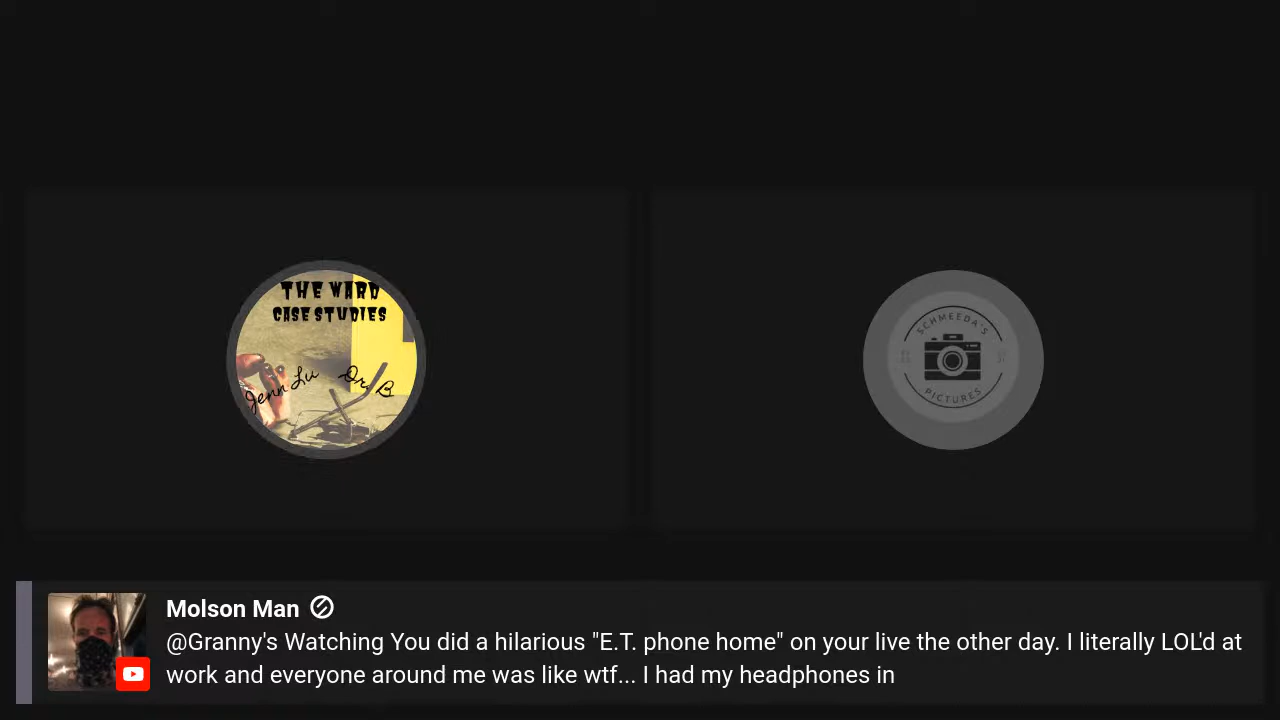 THE WARD
CASE STUDIES
Jenn Lu Dr. B
SCHMEEDA'S
PICTURES
Molson Man
@Granny's Watching You did a hilarious "E.T. phone home" on your live the other day. I literally LOL'd at
work and everyone around me was like wtf... I had my headphones in